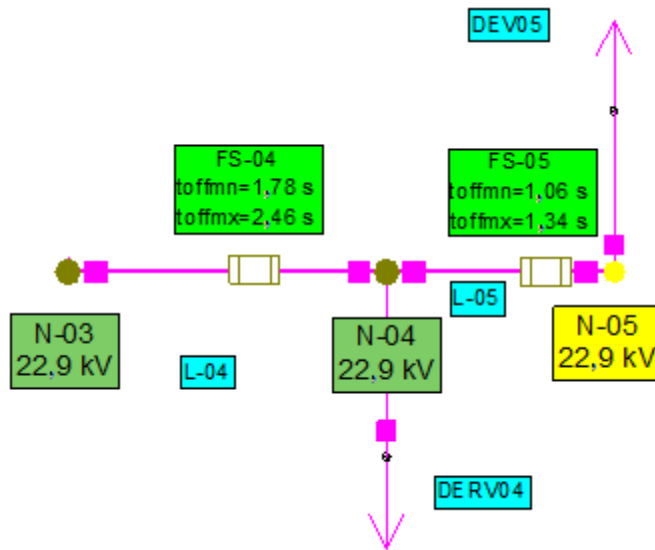 DEV05
FS-04
toffmn=1,78 s
toffmx=2,46 s
FS-05
toffmn=1,06 s
toffmx=1,34 s
L-05
N-03
22,9 kV
N-04
22,9 kV
N-05
22,9 kV
L-04
DERV04